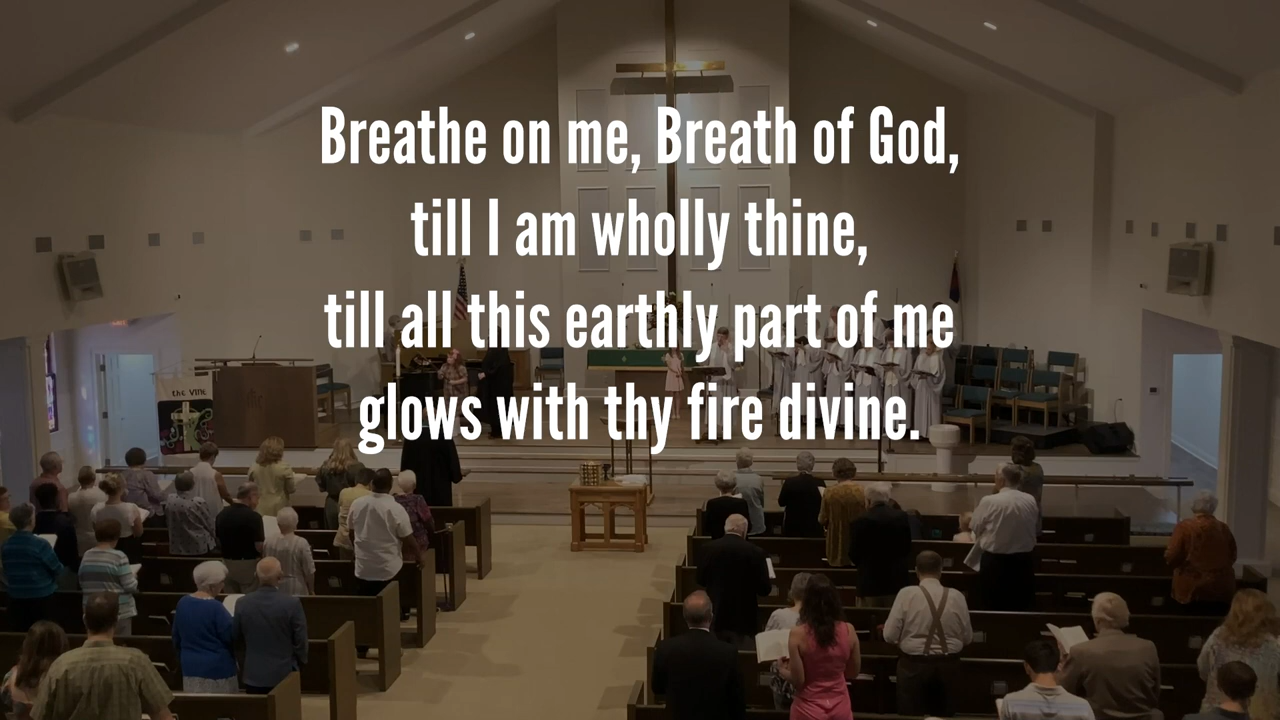 Breathe on me, Breath of God,
till I am wholly thine,
till all this earthly part of me
glows with thy fire divine.
the VINE